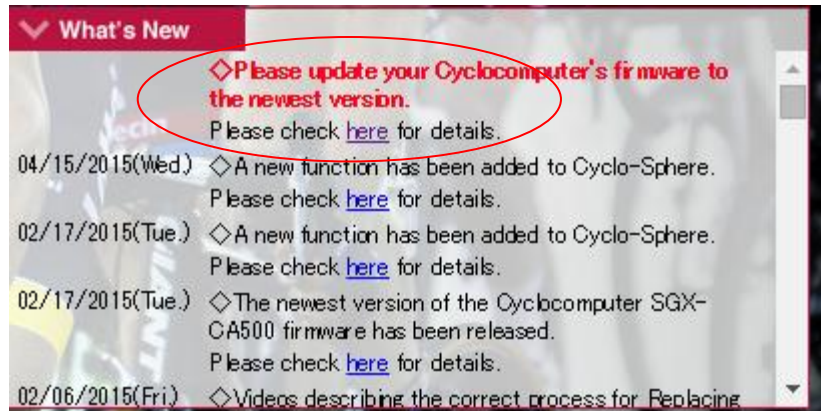 What's New
◇Please update your Cyclocomputer's firmware to
the newest version.
Please check here for details.
04/15/2015(Wed.) ◇A new function has been added to Cyclo-Sphere.
Please check here for details.
02/17/2015(Tue.) ◇A new function has been added to Cyclo-Sphere.
Please check here for details.
02/17/2015(Tue.) ◇The newest version of the Cyclocomputer SGX-
CA500 firmware has been released.
Please check here for details.
02/06/2015(Fri.) ◇Videos describing the correct process for Replacing